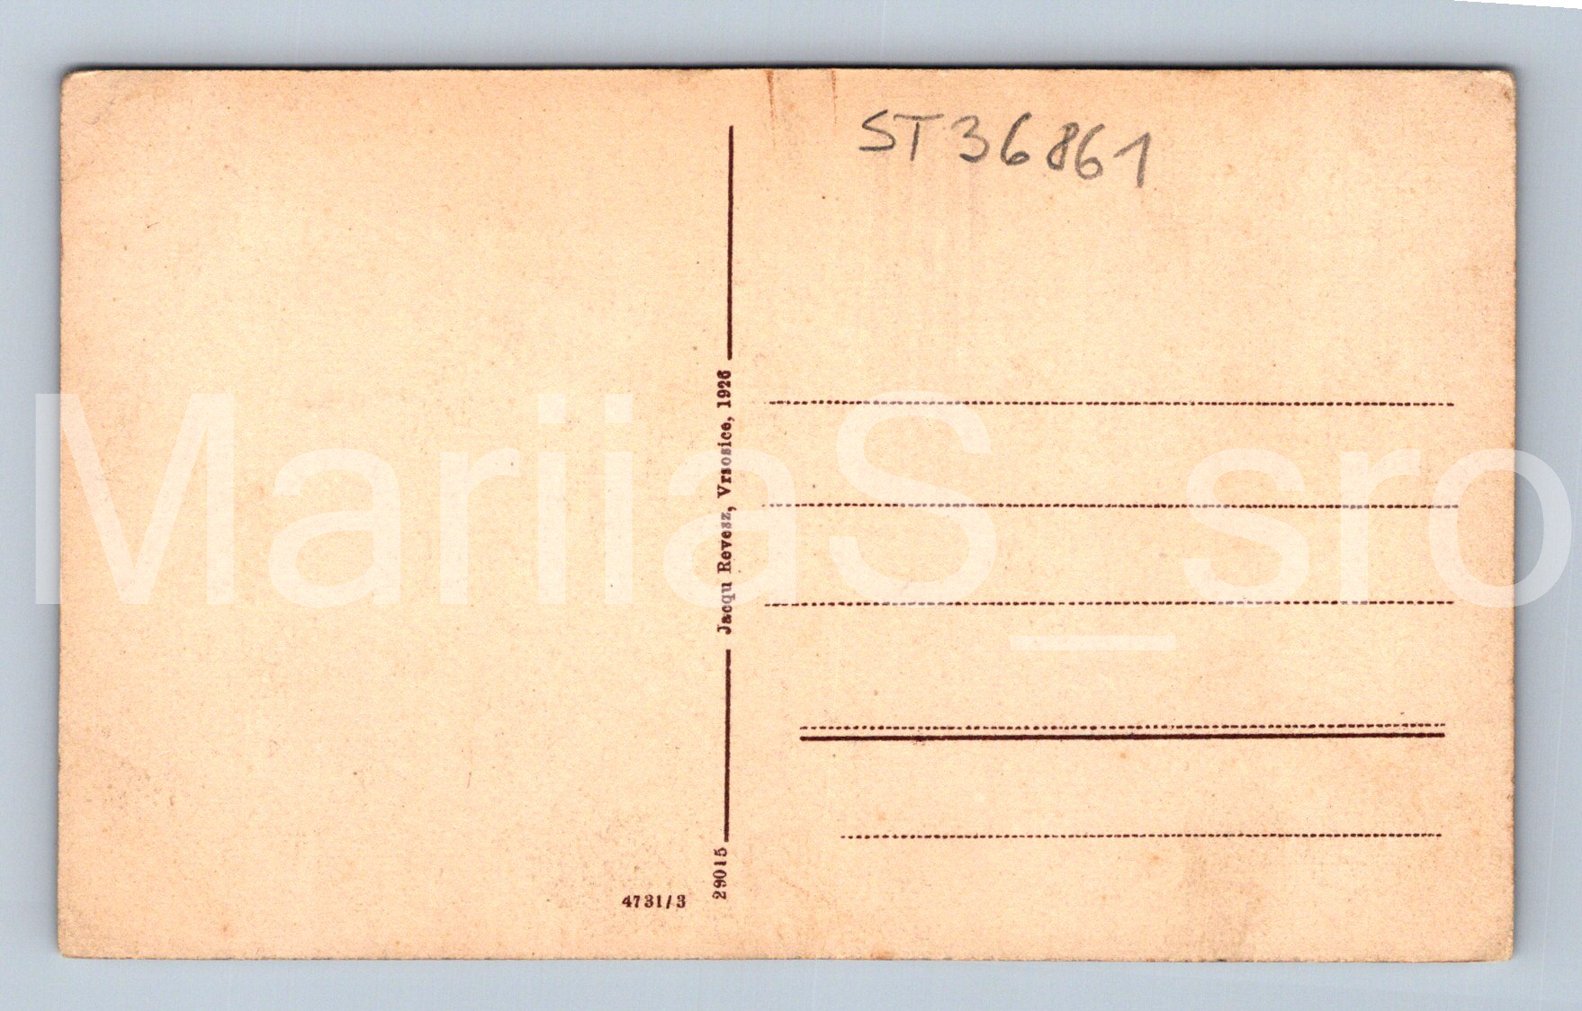 ST36861
Jacqu Revesz, Vrsosice, 1926
MariiaS_sro
29015
4731/3